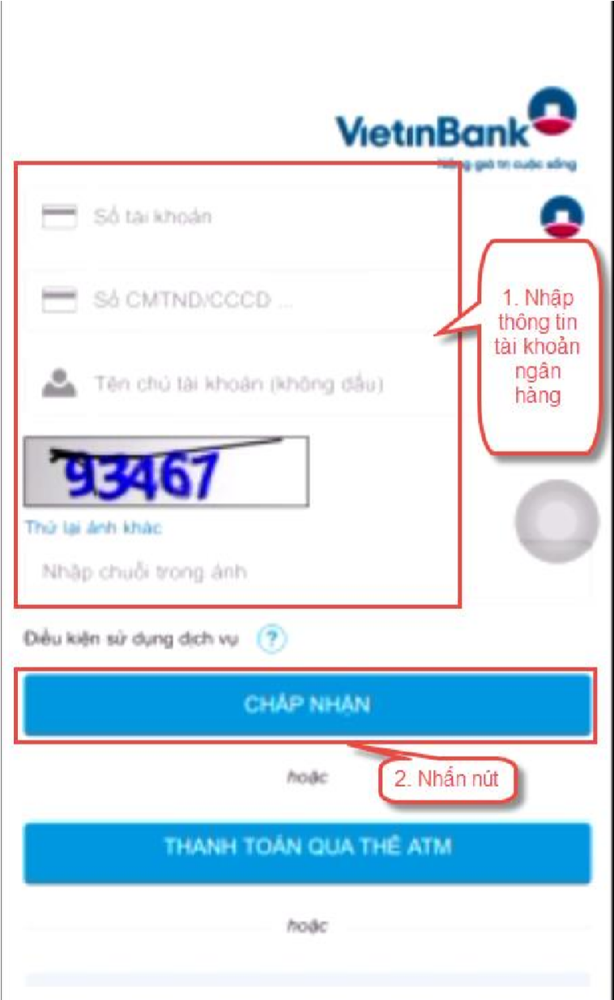 VietinBank
Nâng giá trị cuộc sống
Số tài khoản
Số CMTND/CCCD ...
Tên chủ tài khoản (không dấu)
1. Nhập
thông tin
tài khoản
ngân
hàng
93467
Thử lại ảnh khác
Nhập chuỗi trong ảnh
Điều kiện sử dụng dịch vụ ?
CHẤP NHẬN
2. Nhấn nút
hoặc
THANH TOÁN QUA THẺ ATM
hoặc